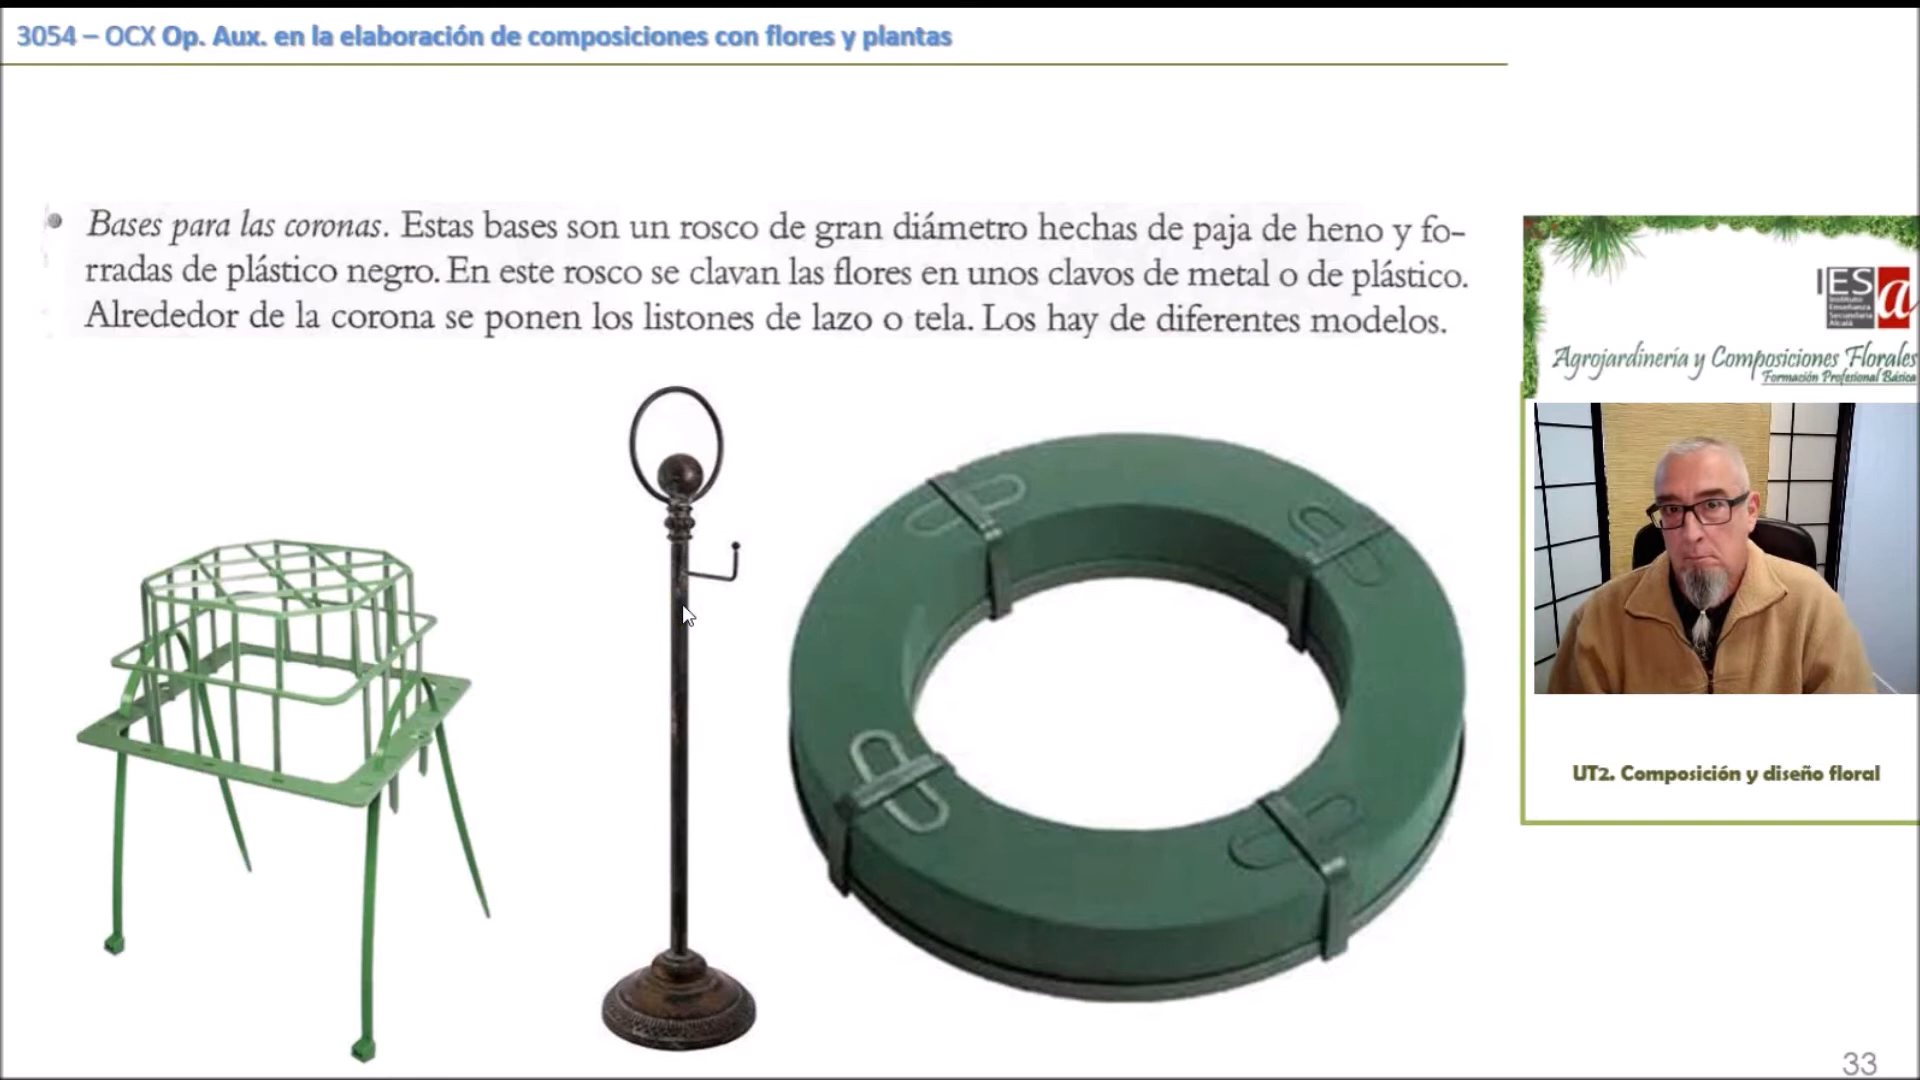 3054 – OCX Op. Aux. en la elaboración de composiciones con flores y plantas
• Bases para las coronas. Estas bases son un rosco de gran diámetro hechas de paja de heno y fo-
rradas de plástico negro. En este rosco se clavan las flores en unos clavos de metal o de plástico.
Alrededor de la corona se ponen los listones de lazo o tela. Los hay de diferentes modelos.
IES a
Instituto
Enseñanza
Secundaria
Alcalá
Agrojardinería y Composiciones Florales
Formación Profesional Básica
UT2. Composición y diseño floral
33